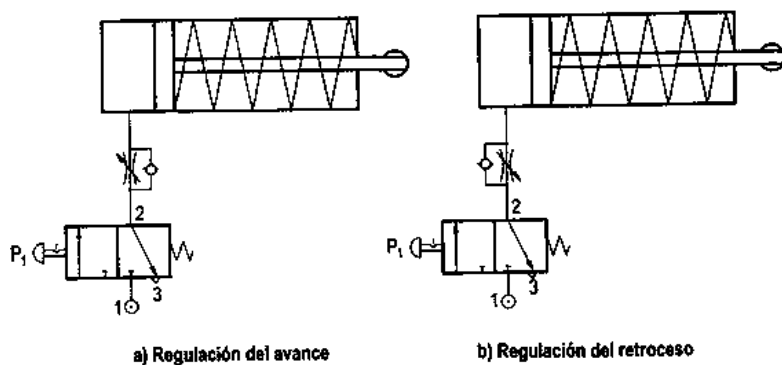 2
P1
3
1
a) Regulación del avance
2
P1
3
1
b) Regulación del retroceso